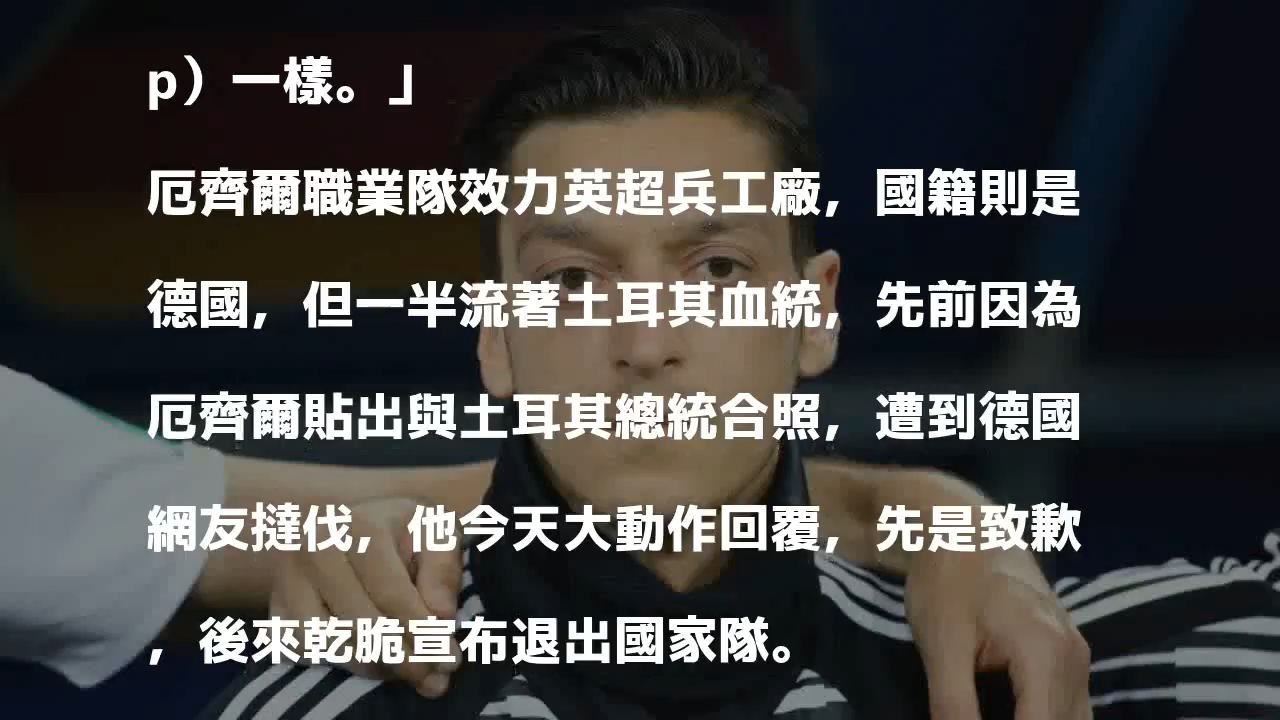 p）一樣。」
厄齊爾職業隊效力英超兵工廠，國籍則是
德國，但一半流著土耳其血統，先前因為
厄齊爾貼出與土耳其總統合照，遭到德國
網友撻伐，他今天大動作回覆，先是致歉
，後來乾脆宣布退出國家隊。